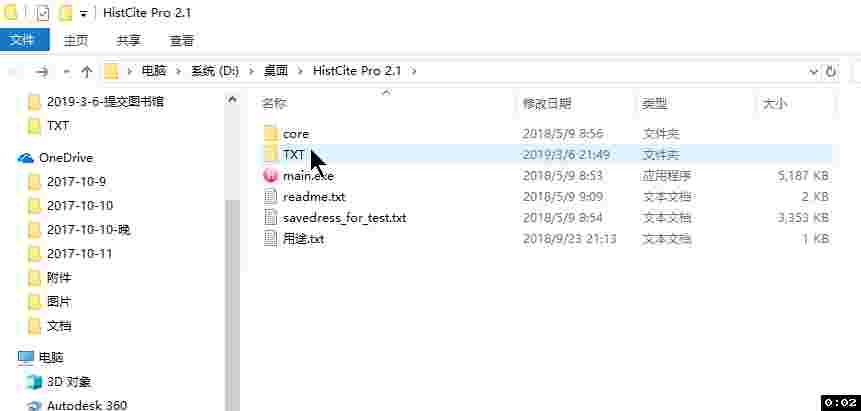 HistCite Pro 2.1
文件 主页 共享 查看
电脑 系统 (D:) 桌面 HistCite Pro 2.1
2019-3-6-提交图书馆
TXT
OneDrive
2017-10-9
2017-10-10
2017-10-10-晚
2017-10-11
附件
图片
文档
电脑
3D 对象
Autodesk 360
名称 修改日期 类型 大小
core 2018/5/9 8:56 文件夹
TXT 2019/3/6 21:49 文件夹
main.exe 2018/5/9 8:53 应用程序 5,187 KB
readme.txt 2018/5/9 9:09 文本文档 2 KB
savedress_for_test.txt 2018/5/9 8:54 文本文档 3,353 KB
用途.txt 2018/9/23 21:13 文本文档 1 KB
0:02